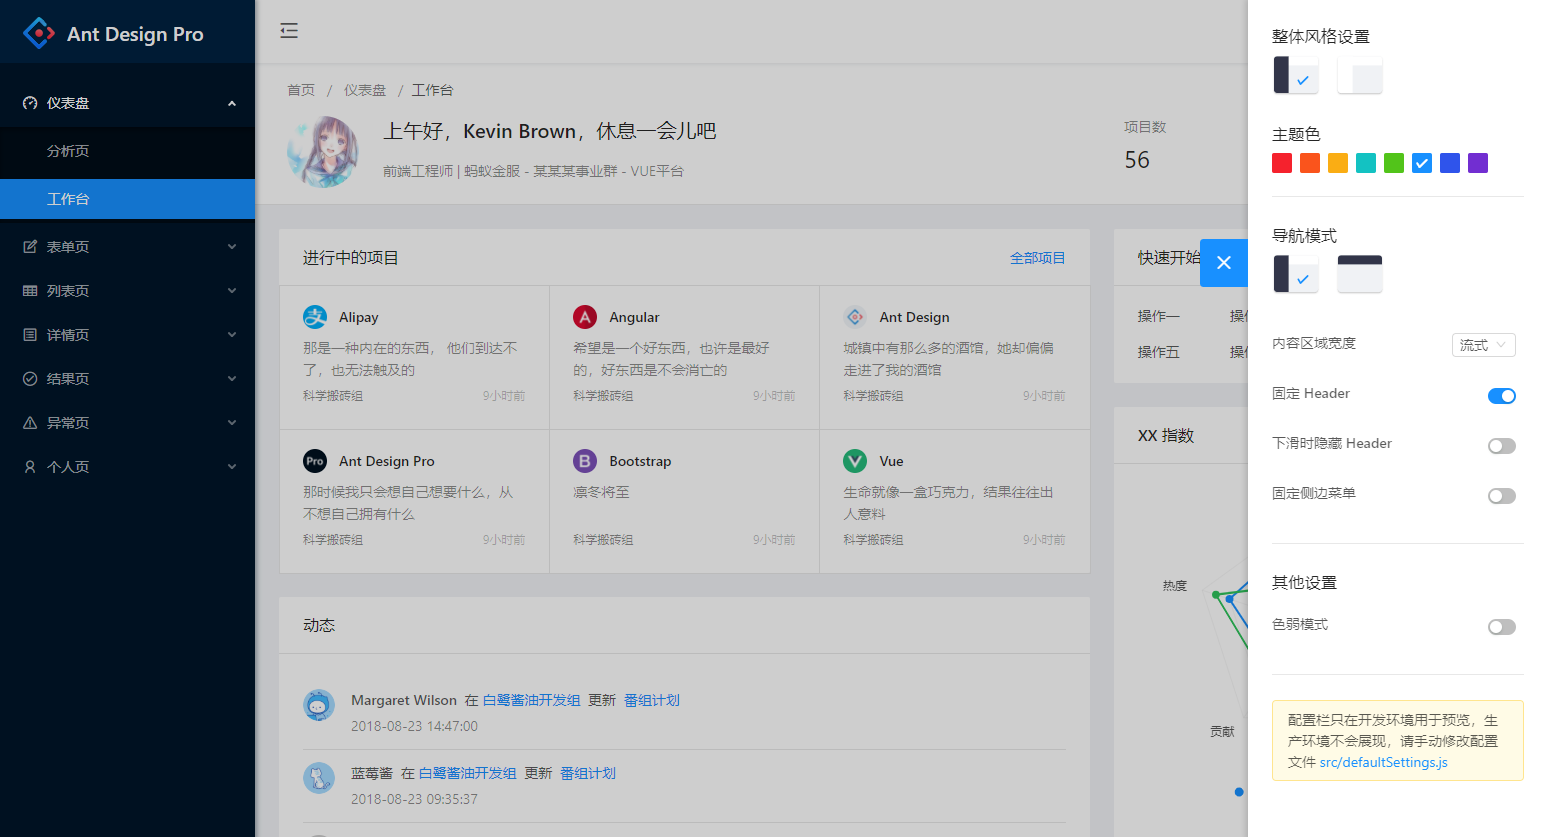 Ant Design Pro
仪表盘
分析页
工作台
表单页
列表页
详情页
结果页
异常页
个人页
首页 / 仪表盘 / 工作台
上午好，Kevin Brown，休息一会儿吧
前端工程师 | 蚂蚁金服 - 某某某事业群 - VUE平台
项目数
56
进行中的项目
全部项目
Alipay
那是一种内在的东西， 他们到达不
了，也无法触及的
科学搬砖组
9小时前
Angular
希望是一个好东西，也许是最好
的，好东西是不会消亡的
科学搬砖组
9小时前
Ant Design
城镇中有那么多的酒馆，她却偏偏
走进了我的酒馆
科学搬砖组
9小时前
Pro
Ant Design Pro
那时候我只会想自己想要什么，从
不想自己拥有什么
科学搬砖组
9小时前
Bootstrap
凛冬将至
科学搬砖组
9小时前
Vue
生命就像一盒巧克力，结果往往出
人意料
科学搬砖组
9小时前
动态
Margaret Wilson 在 白鹭酱油开发组 更新 番组计划
2018-08-23 14:47:00
蓝莓酱 在 白鹭酱油开发组 更新 番组计划
2018-08-23 09:35:37
快速开始
操作一
操作五
XX 指数
热度
贡献
整体风格设置
主题色
导航模式
内容区域宽度
流式
固定 Header
下滑时隐藏 Header
固定侧边菜单
其他设置
色弱模式
配置栏只在开发环境用于预览，生
产环境不会展现，请手动修改配置
文件 src/defaultSettings.js